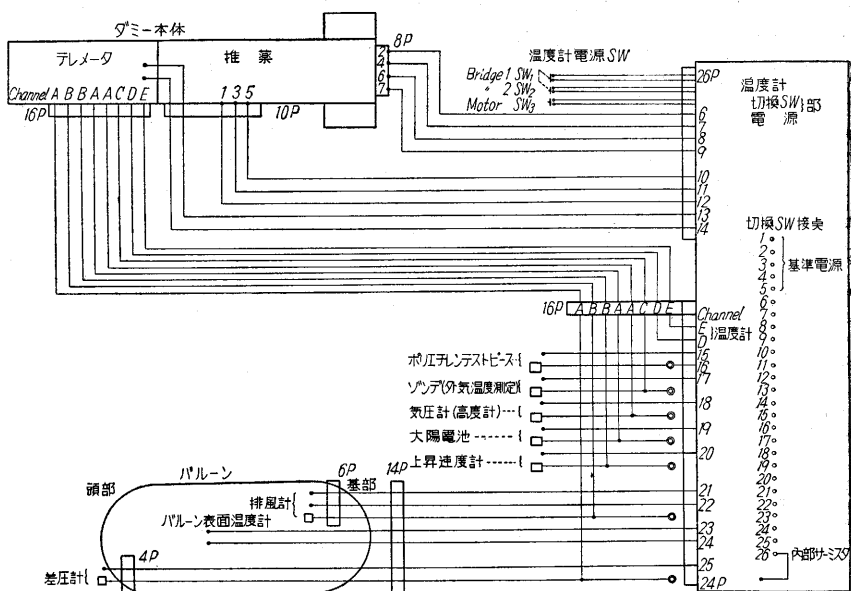 ダミー本体
テレメータ
推薬
8P
2
4
6
7
Channel A B B A A C D E
1 3 5
16P
10P
温度計電源SW
Bridge 1 SW1
〃 2 SW2
Motor SW3
26P
温度計
切換SW}部
電源
6
7
8
9
10
11
12
13
14
切換SW接点
1
2
3
4
5
基準電源
6
7
8
9
10
11
12
13
14
15
16
17
18
19
20
21
22
23
24
25
26
内部サーミスタ
16P A B B A A C D E
Channel
E
D
}温度計
15
16
17
18
19
20
21
22
23
24
25
24P
ポリエチレンテストピース{
ゾンデ(外気温度測定){
気圧計(高度計)---{
大陽電池-------{
上昇速度計------{
バルーン
頭部
6P
基部
14P
排風計{
バルーン表面温度計
4P
差圧計{